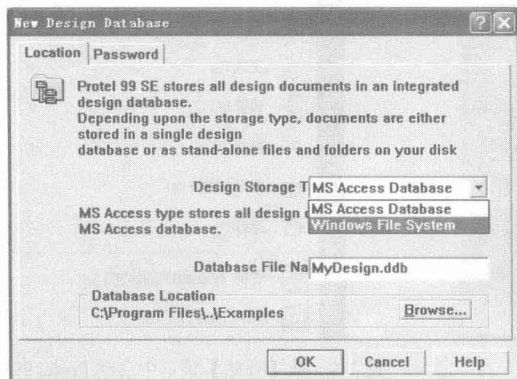 New Design Database
Location
Password
Protel 99 SE stores all design documents in an integrated
design database.
Depending upon the storage type, documents are either
stored in a single design
database or as stand-alone files and folders on your disk
Design Storage T MS Access Database
MS Access type stores all design
MS Access Database
MS Access database.
Windows File System
Database File Na MyDesign.ddb
Database Location
C:\Program Files\..\Examples
Browse...
OK
Cancel
Help